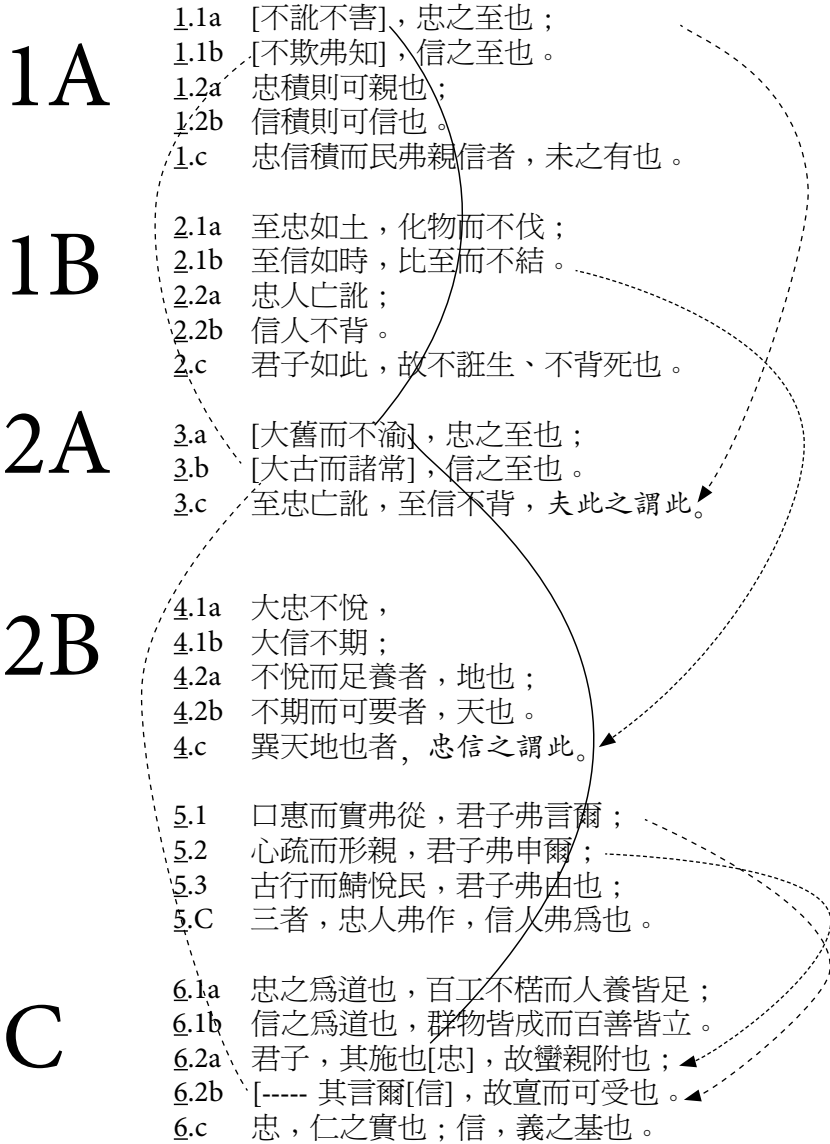 1A
1.1a [不訛不害]，忠之至也；
1.1b [不欺弗知]，信之至也。
1.2a 忠積則可親也；
1.2b 信積則可信也。
1.c 忠信積而民弗親信者，未之有也。
1B
2.1a 至忠如土，化物而不伐；
2.1b 至信如時，比至而不結。
2.2a 忠人亡訛；
2.2b 信人不背。
2.c 君子如此，故不誑生、不背死也。
2A
3.a [大舊而不渝]，忠之至也；
3.b [大古而諸常]，信之至也。
3.c 至忠亡訛，至信不背，夫此之謂此。
2B
4.1a 大忠不悅，
4.1b 大信不期；
4.2a 不悅而足養者，地也；
4.2b 不期而可要者，天也。
4.c 巽天地也者，忠信之謂此。
5.1 口惠而實弗從，君子弗言爾；
5.2 心疏而形親，君子弗申爾；
5.3 古行而鯖悅民，君子弗由也；
5.C 三者，忠人弗作，信人弗爲也。
C
6.1a 忠之爲道也，百工不楛而人養皆足；
6.1b 信之爲道也，群物皆成而百善皆立。
6.2a 君子，其施也[忠]，故蠻親附也；
6.2b [----- 其言爾[信]，故亶而可受也。
6.c 忠，仁之實也；信，義之基也。